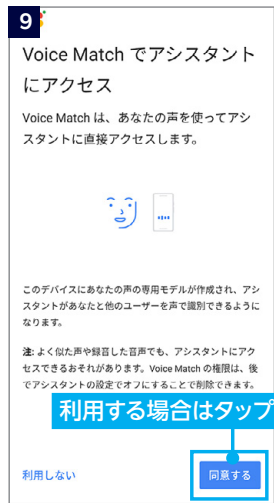 9
Voice Match でアシスタント
にアクセス
Voice Match は、あなたの声を使ってアシ
スタントに直接アクセスします。
このデバイスにあなたの声の専用モデルが作成され、アシ
スタントがあなたと他のユーザーを声で識別できるように
なります。
注: よく似た声や録音した音声でも、アシスタントにアク
セスできるおそれがあります。Voice Match の権限は、後
でアシスタントの設定でオフにすることで削除できます。
利用する場合はタップ
利用しない
同意する